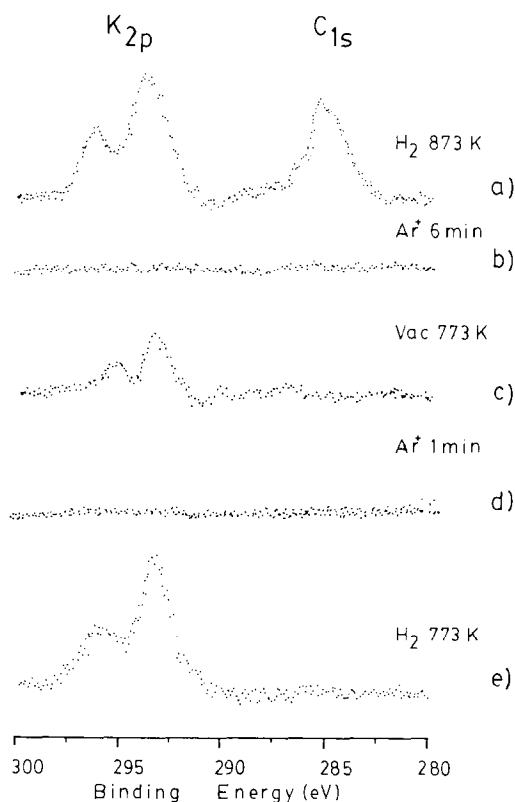 K₂p C₁s
H₂ 873 K
a)
Ar⁺ 6 min
b)
Vac 773 K
c)
Ar⁺ 1 min
d)
H₂ 773 K
e)
300 295 290 285 280
Binding Energy (eV)